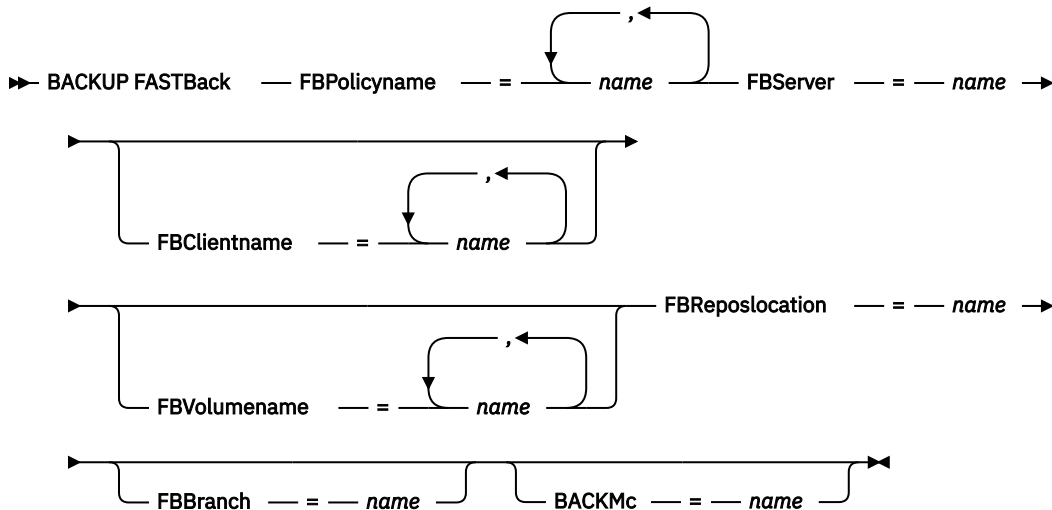 ,
BACKUP FASTBack FBPolicyname = name FBServer = name
,
FBClientname = name
FBReposlocation = name
,
FBVolumename = name
FBBranch = name BACKMc = name